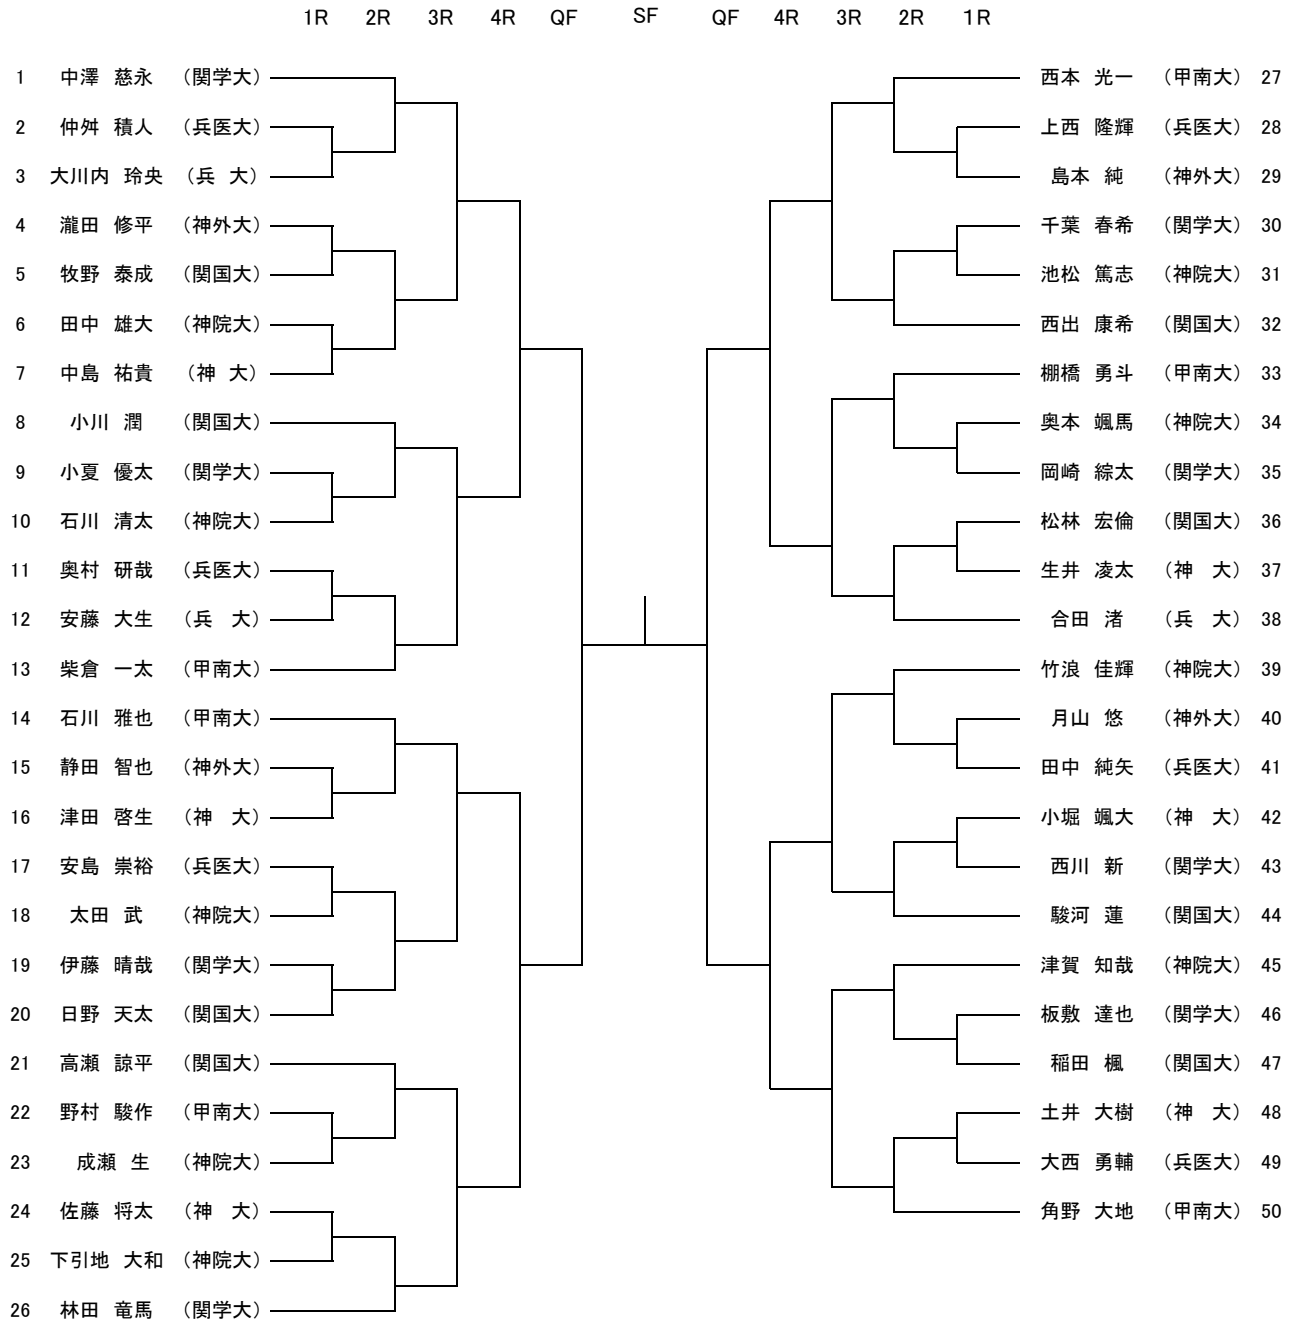 1R 2R 3R 4R QF SF QF 4R 3R 2R 1R
1 中澤 慈永 （関学大） 西本 光一 （甲南大） 27
2 仲舛 積人 （兵医大） 上西 隆輝 （兵医大） 28
3 大川内 玲央 （兵 大） 島本 純 （神外大） 29
4 瀧田 修平 （神外大） 千葉 春希 （関学大） 30
5 牧野 泰成 （関国大） 池松 篤志 （神院大） 31
6 田中 雄大 （神院大） 西出 康希 （関国大） 32
7 中島 祐貴 （神 大） 棚橋 勇斗 （甲南大） 33
8 小川 潤 （関国大） 奥本 颯馬 （神院大） 34
9 小夏 優太 （関学大） 岡崎 綜太 （関学大） 35
10 石川 清太 （神院大） 松林 宏倫 （関国大） 36
11 奥村 研哉 （兵医大） 生井 凌太 （神 大） 37
12 安藤 大生 （兵 大） 合田 渚 （兵 大） 38
13 柴倉 一太 （甲南大） 竹浪 佳輝 （神院大） 39
14 石川 雅也 （甲南大） 月山 悠 （神外大） 40
15 静田 智也 （神外大） 田中 純矢 （兵医大） 41
16 津田 啓生 （神 大） 小堀 颯大 （神 大） 42
17 安島 崇裕 （兵医大） 西川 新 （関学大） 43
18 太田 武 （神院大） 駿河 蓮 （関国大） 44
19 伊藤 晴哉 （関学大） 津賀 知哉 （神院大） 45
20 日野 天太 （関国大） 板敷 達也 （関学大） 46
21 高瀬 諒平 （関国大） 稲田 楓 （関国大） 47
22 野村 駿作 （甲南大） 土井 大樹 （神 大） 48
23 成瀬 生 （神院大） 大西 勇輔 （兵医大） 49
24 佐藤 将太 （神 大） 角野 大地 （甲南大） 50
25 下引地 大和 （神院大）
26 林田 竜馬 （関学大）